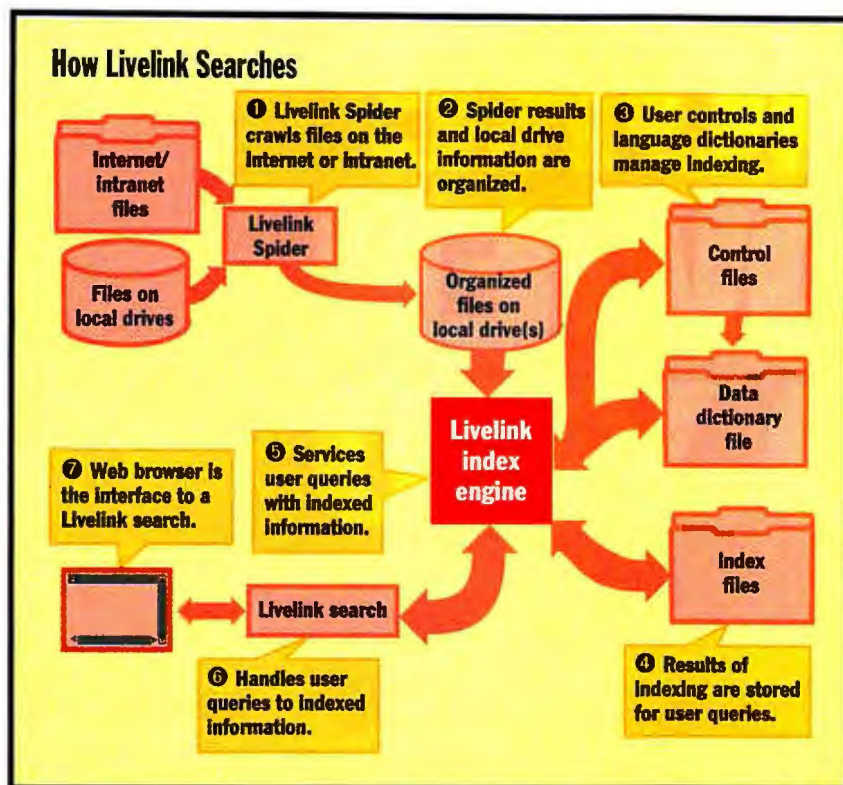 How Livelink Searches
❶ Livelink Spider
crawls files on the
Internet or intranet.
❷ Spider results
and local drive
information are
organized.
❸ User controls and
language dictionaries
manage indexing.
Internet/
intranet
files
Livelink
Spider
Files on
local drives
Organized
files on
local drive(s)
Control
files
Data
dictionary
file
Livelink
index
engine
❼ Web browser is
the interface to a
Livelink search.
❺ Services
user queries
with indexed
information.
Index
files
Livelink search
❻ Handles user
queries to indexed
information.
❹ Results of
indexing are stored
for user queries.